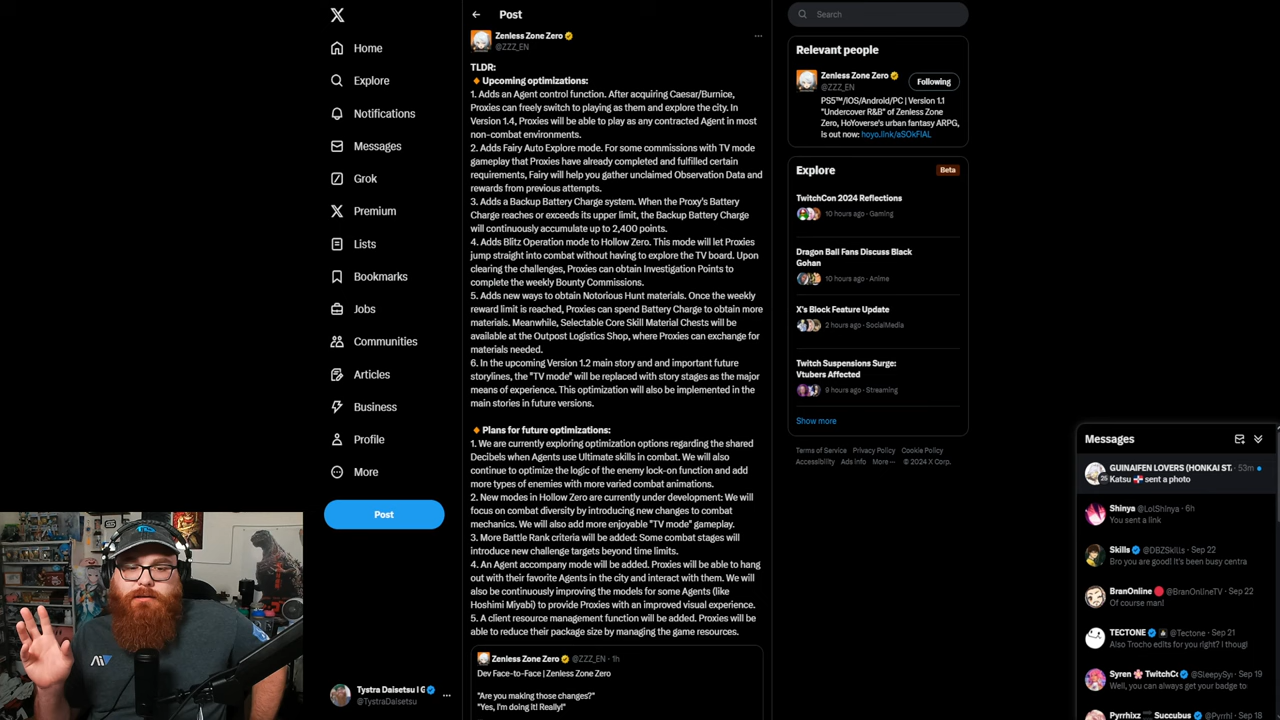 Home
Explore
Notifications
Messages
Grok
Premium
Lists
Bookmarks
Jobs
Communities
Articles
Business
Profile
More
Post
Tystra Daisetsu I G
@TystraDaisetsu
Post
Zenless Zone Zero
@ZZZ_EN
TLDR:
🔸Upcoming optimizations:
1. Adds an Agent control function. After acquiring Caesar/Burnice,
Proxies can freely switch to playing as them and explore the city. In
Version 1.4, Proxies will be able to play as any contracted Agent in most
non-combat environments.
2. Adds Fairy Auto Explore mode. For some commissions with TV mode
gameplay that Proxies have already completed and fulfilled certain
requirements, Fairy will help you gather unclaimed Observation Data and
rewards from previous attempts.
3. Adds a Backup Battery Charge system. When the Proxy's Battery
Charge reaches or exceeds its upper limit, the Backup Battery Charge
will continuously accumulate up to 2,400 points.
4. Adds Blitz Operation mode to Hollow Zero. This mode will let Proxies
jump straight into combat without having to explore the TV board. Upon
clearing the challenges, Proxies can obtain Investigation Points to
complete the weekly Bounty Commissions.
5. Adds new ways to obtain Notorious Hunt materials. Once the weekly
reward limit is reached, Proxies can spend Battery Charge to obtain more
materials. Meanwhile, Selectable Core Skill Material Chests will be
available at the Outpost Logistics Shop, where Proxies can exchange for
materials needed.
6. In the upcoming Version 1.2 main story and and important future
storylines, the "TV mode" will be replaced with story stages as the major
means of experience. This optimization will also be implemented in the
main stories in future versions.
🔸Plans for future optimizations:
1. We are currently exploring optimization options regarding the shared
Decibels when Agents use Ultimate skills in combat. We will also
continue to optimize the logic of the enemy lock-on function and add
more types of enemies with more varied combat animations.
2. New modes in Hollow Zero are currently under development: We will
focus on combat diversity by introducing new changes to combat
mechanics. We will also add more enjoyable "TV mode" gameplay.
3. More Battle Rank criteria will be added: Some combat stages will
introduce new challenge targets beyond time limits.
4. An Agent accompany mode will be added. Proxies will be able to hang
out with their favorite Agents in the city and interact with them. We will
also be continuously improving the models for some Agents (like
Hoshimi Miyabi) to provide Proxies with an improved visual experience.
5. A client resource management function will be added. Proxies will be
able to reduce their package size by managing the game resources.
Zenless Zone Zero @ZZZ_EN · 1h
Dev Face-to-Face | Zenless Zone Zero
"Are you making those changes?"
"Yes, I'm doing it! Really!"
Search
Relevant people
Zenless Zone Zero
@ZZZ_EN
Following
PS5™/iOS/Android/PC | Version 1.1
"Undercover R&B" of Zenless Zone
Zero, HoYoverse's urban fantasy ARPG,
is out now: hoyo.link/aSOkFIAL
Explore
Beta
TwitchCon 2024 Reflections
10 hours ago · Gaming
Dragon Ball Fans Discuss Black
Gohan
10 hours ago · Anime
X's Block Feature Update
2 hours ago · SocialMedia
Twitch Suspensions Surge:
Vtubers Affected
9 hours ago · Streaming
Show more
Terms of Service Privacy Policy Cookie Policy
Accessibility Ads info More ··· © 2024 X Corp.
Messages
GUINAIFEN LOVERS (HONKAI ST. · 53m
Katsu sent a photo
Shinya @LolShinya · 6h
You sent a link
Skills @DBZSk1lls · Sep 22
Bro you are good! It's been busy centra
BranOnline @BranOnlineTV · Sep 22
Of course man!
TECTONE @Tectone · Sep 21
Also Trocho edits for you right? I thoug
Syren TwitchCo @SleepySy · Sep 19
Well, you can always get your badge to
Pyrrhixz Succubus @Pyrrhi · Sep 18